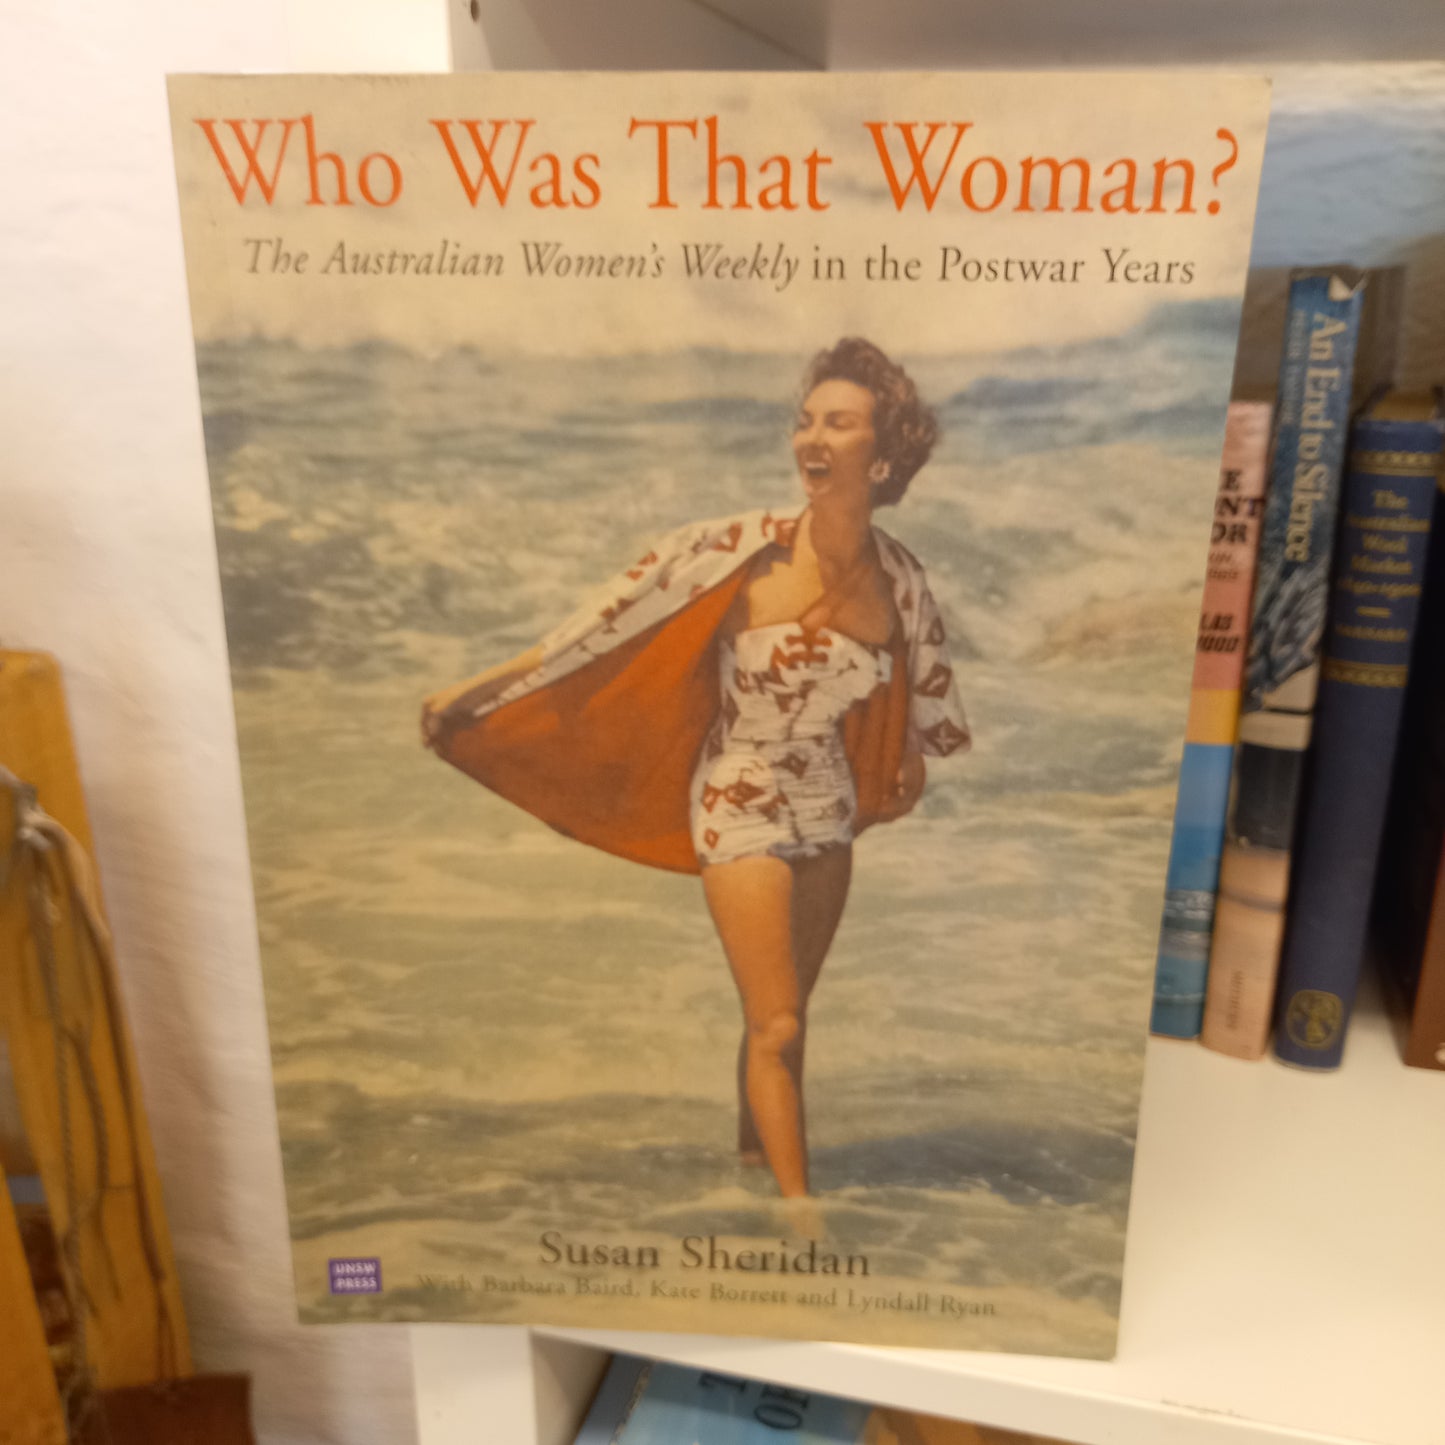 Who Was That Woman?
The Australian Women's Weekly in the Postwar Years
Susan Sheridan
With Barbara Baird, Kate Borrett and Lyndall Ryan
UNSW
PRESS
An End to Silence
The
Australian
Wool
Market
BARNARD